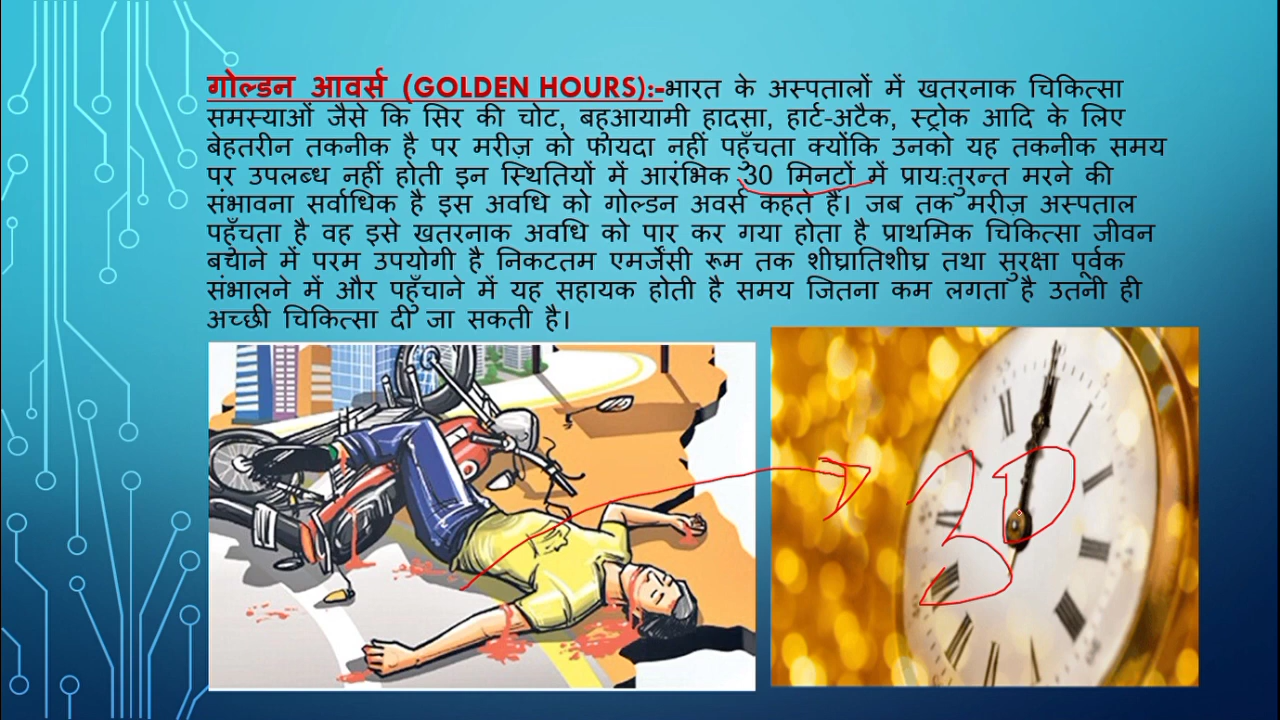 गोल्डन आवर्स (GOLDEN HOURS):-भारत के अस्पतालों में खतरनाक चिकित्सा
समस्याओं जैसे कि सिर की चोट, बहुआयामी हादसा, हार्ट-अटैक, स्ट्रोक आदि के लिए
बेहतरीन तकनीक है पर मरीज़ को फायदा नहीं पहुँचता क्योंकि उनको यह तकनीक समय
पर उपलब्ध नहीं होती इन स्थितियों में आरंभिक 30 मिनटों में प्राय:तुरन्त मरने की
संभावना सर्वाधिक है इस अवधि को गोल्डन अवर्स कहते हैं। जब तक मरीज़ अस्पताल
पहुँचता है वह इसे खतरनाक अवधि को पार कर गया होता है प्राथमिक चिकित्सा जीवन
बचाने में परम उपयोगी है निकटतम एमर्जेंसी रूम तक शीघ्रातिशीघ्र तथा सुरक्षा पूर्वक
संभालने में और पहुँचाने में यह सहायक होती है समय जितना कम लगता है उतनी ही
अच्छी चिकित्सा दी जा सकती है।
30